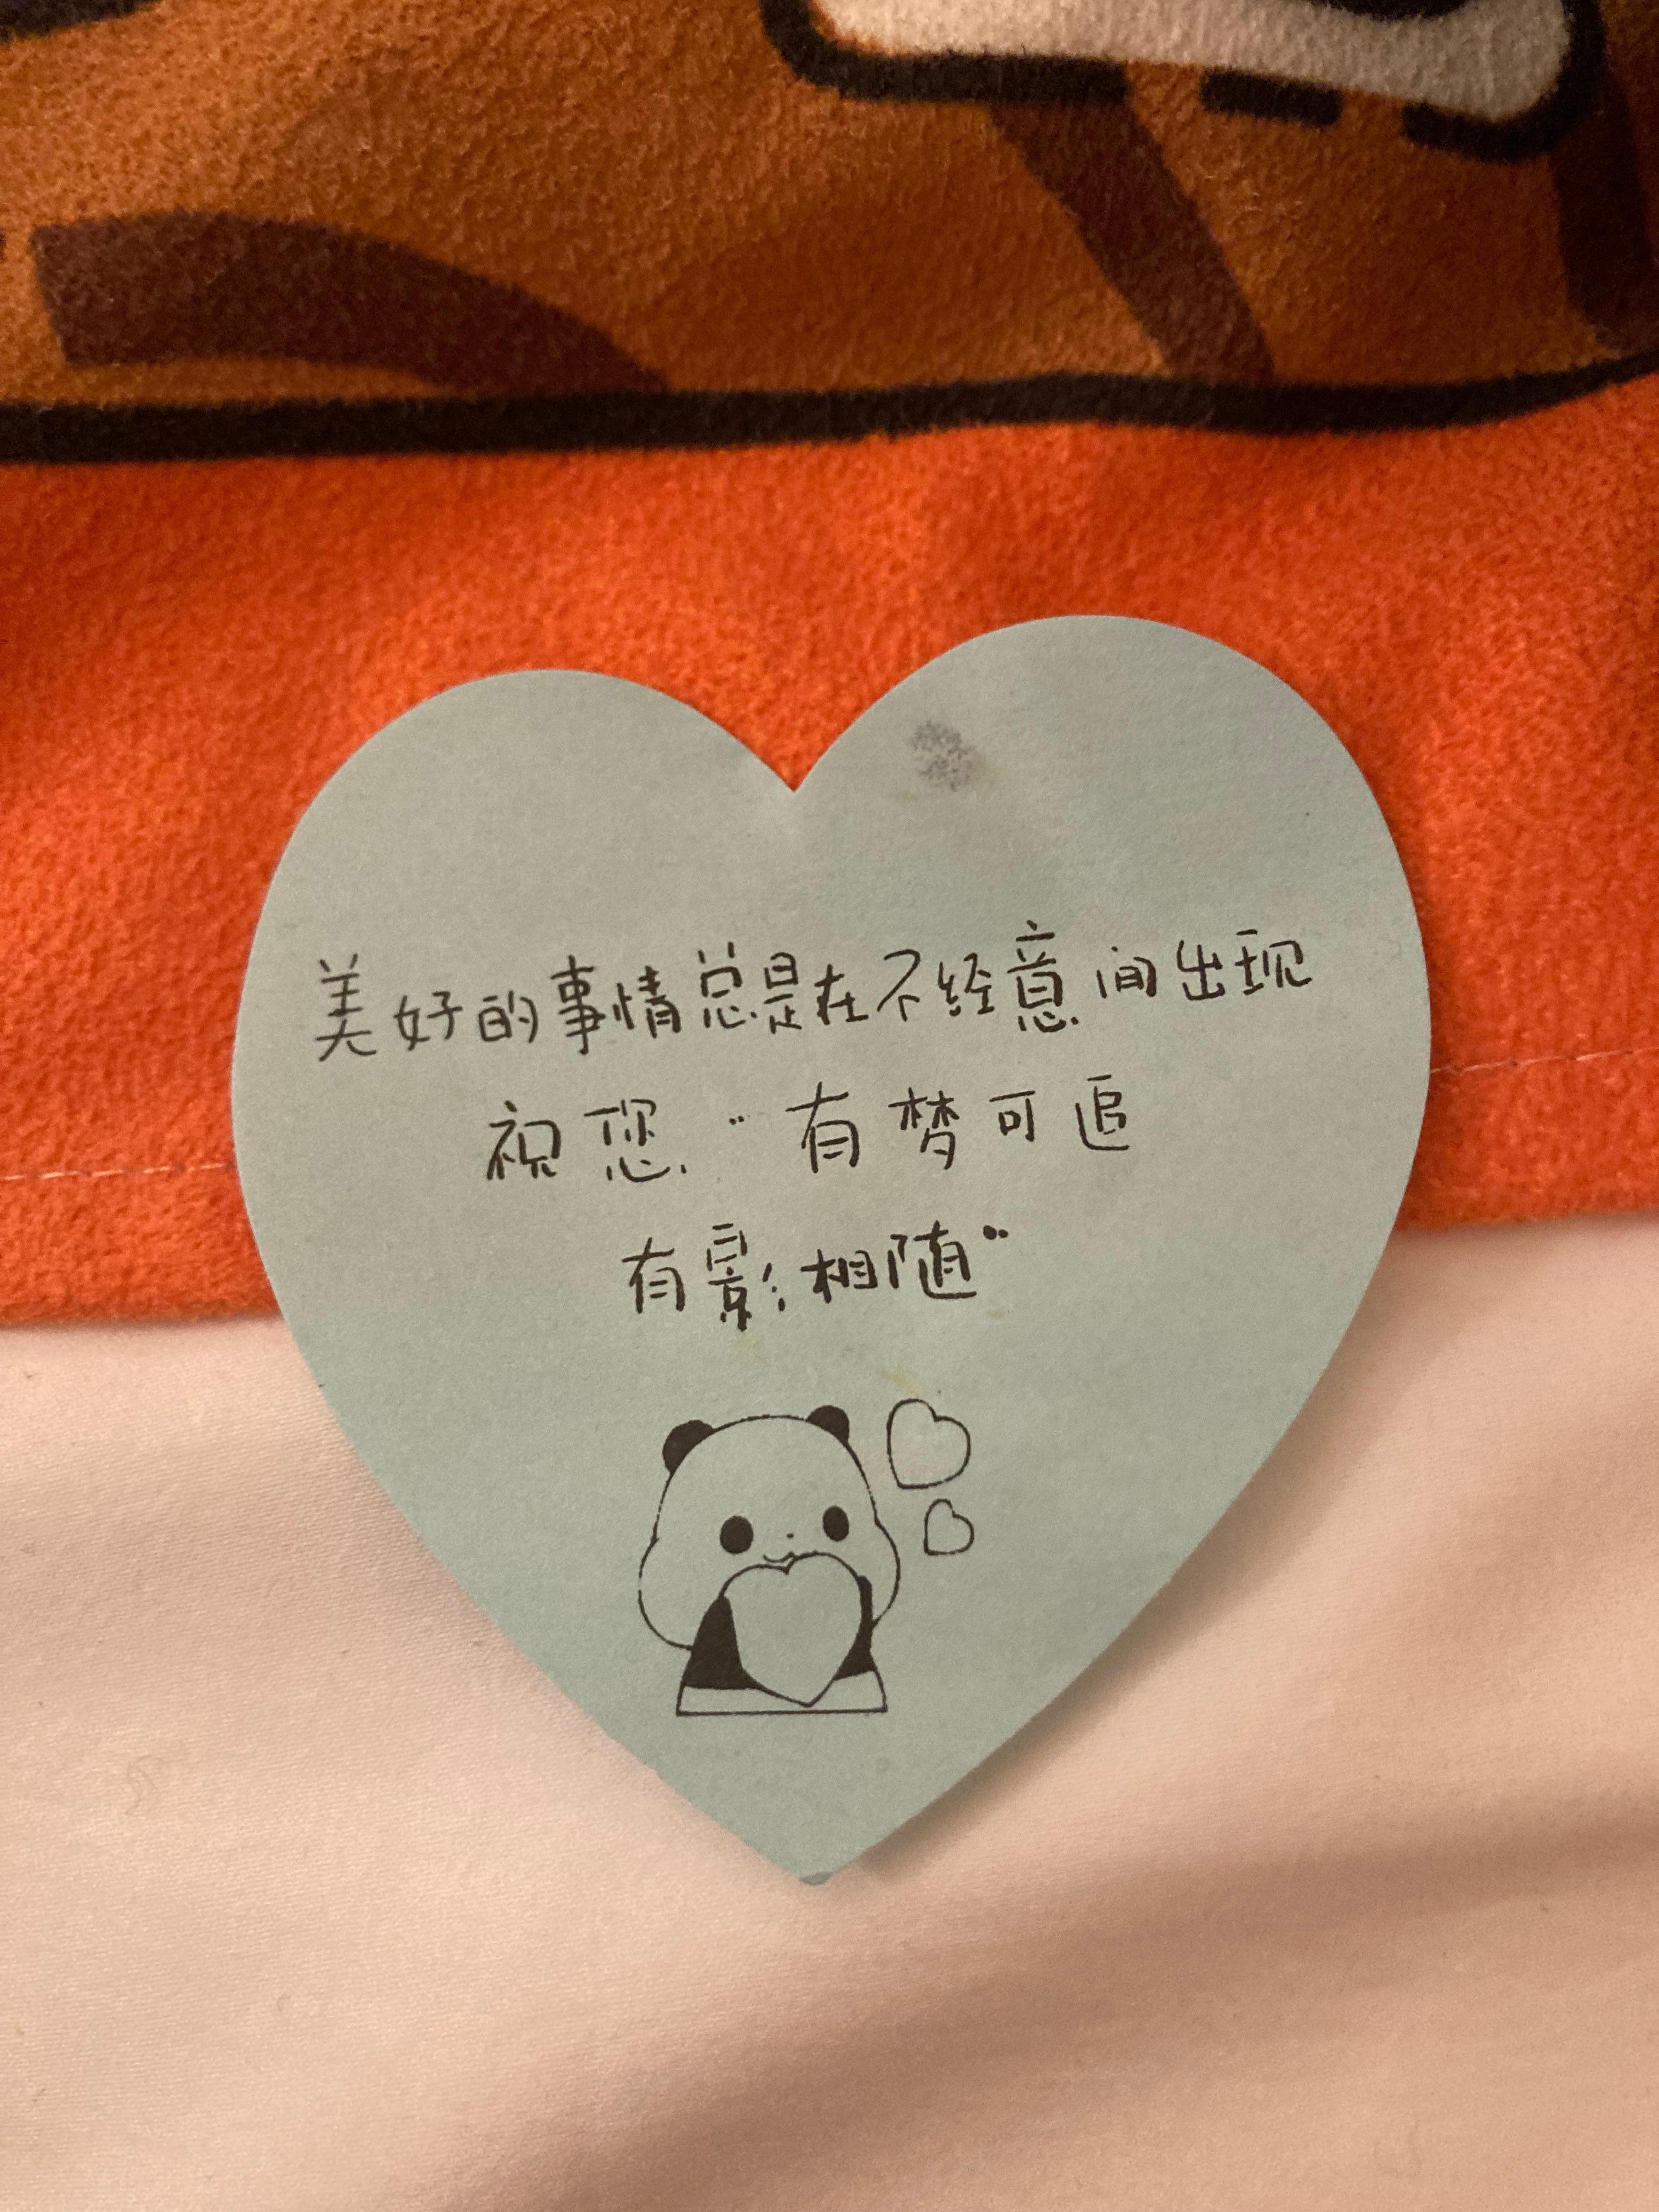 美好的事情总是在不经意间出现
祝您“有梦可追
有影相随”